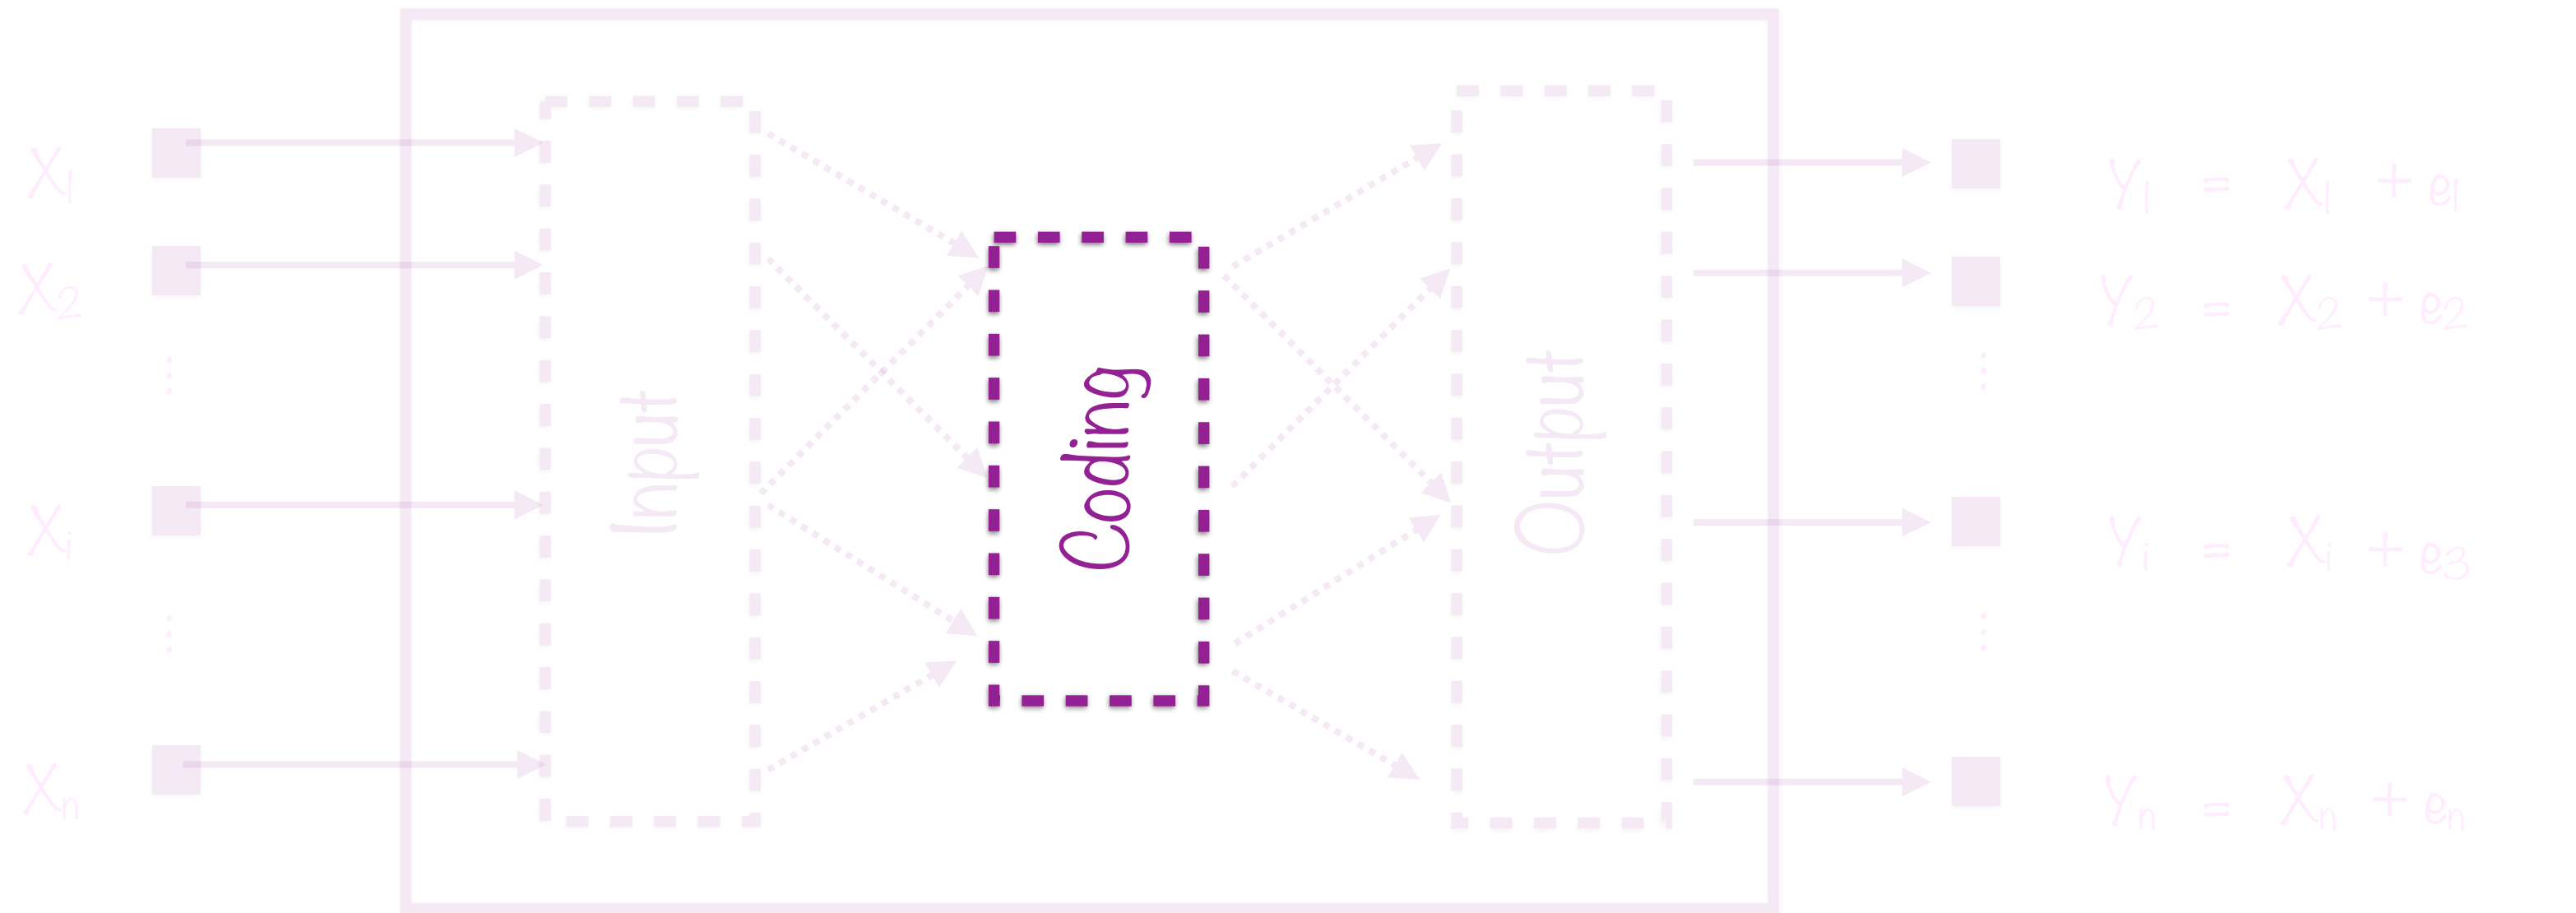 X1
X2
⋮
Xi
⋮
Xn
Input
Coding
Output
Y1 = X1 + e1
Y2 = X2 + e2
⋮
Yi = Xi + e3
⋮
Yn = Xn + en